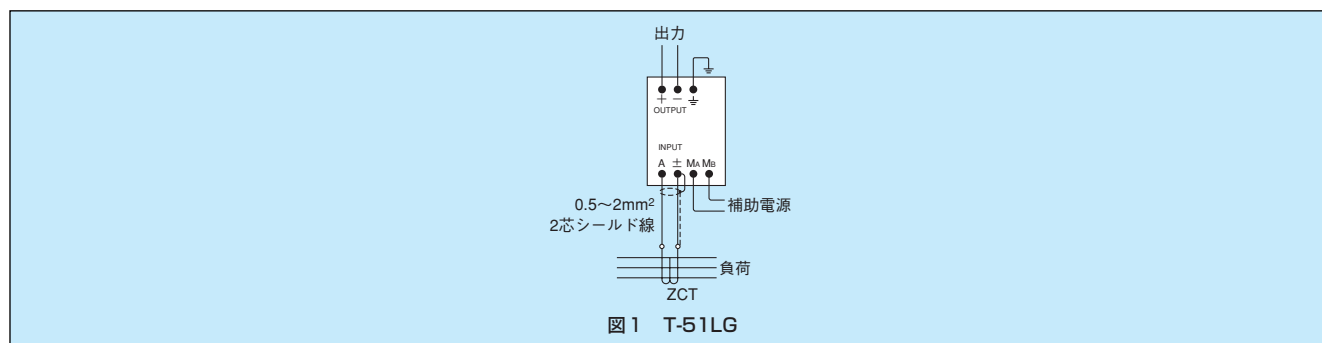 出力
+ − ⏚
OUTPUT
INPUT
A ± MA MB
0.5～2mm²
2芯シールド線
補助電源
負荷
ZCT
図1 T-51LG